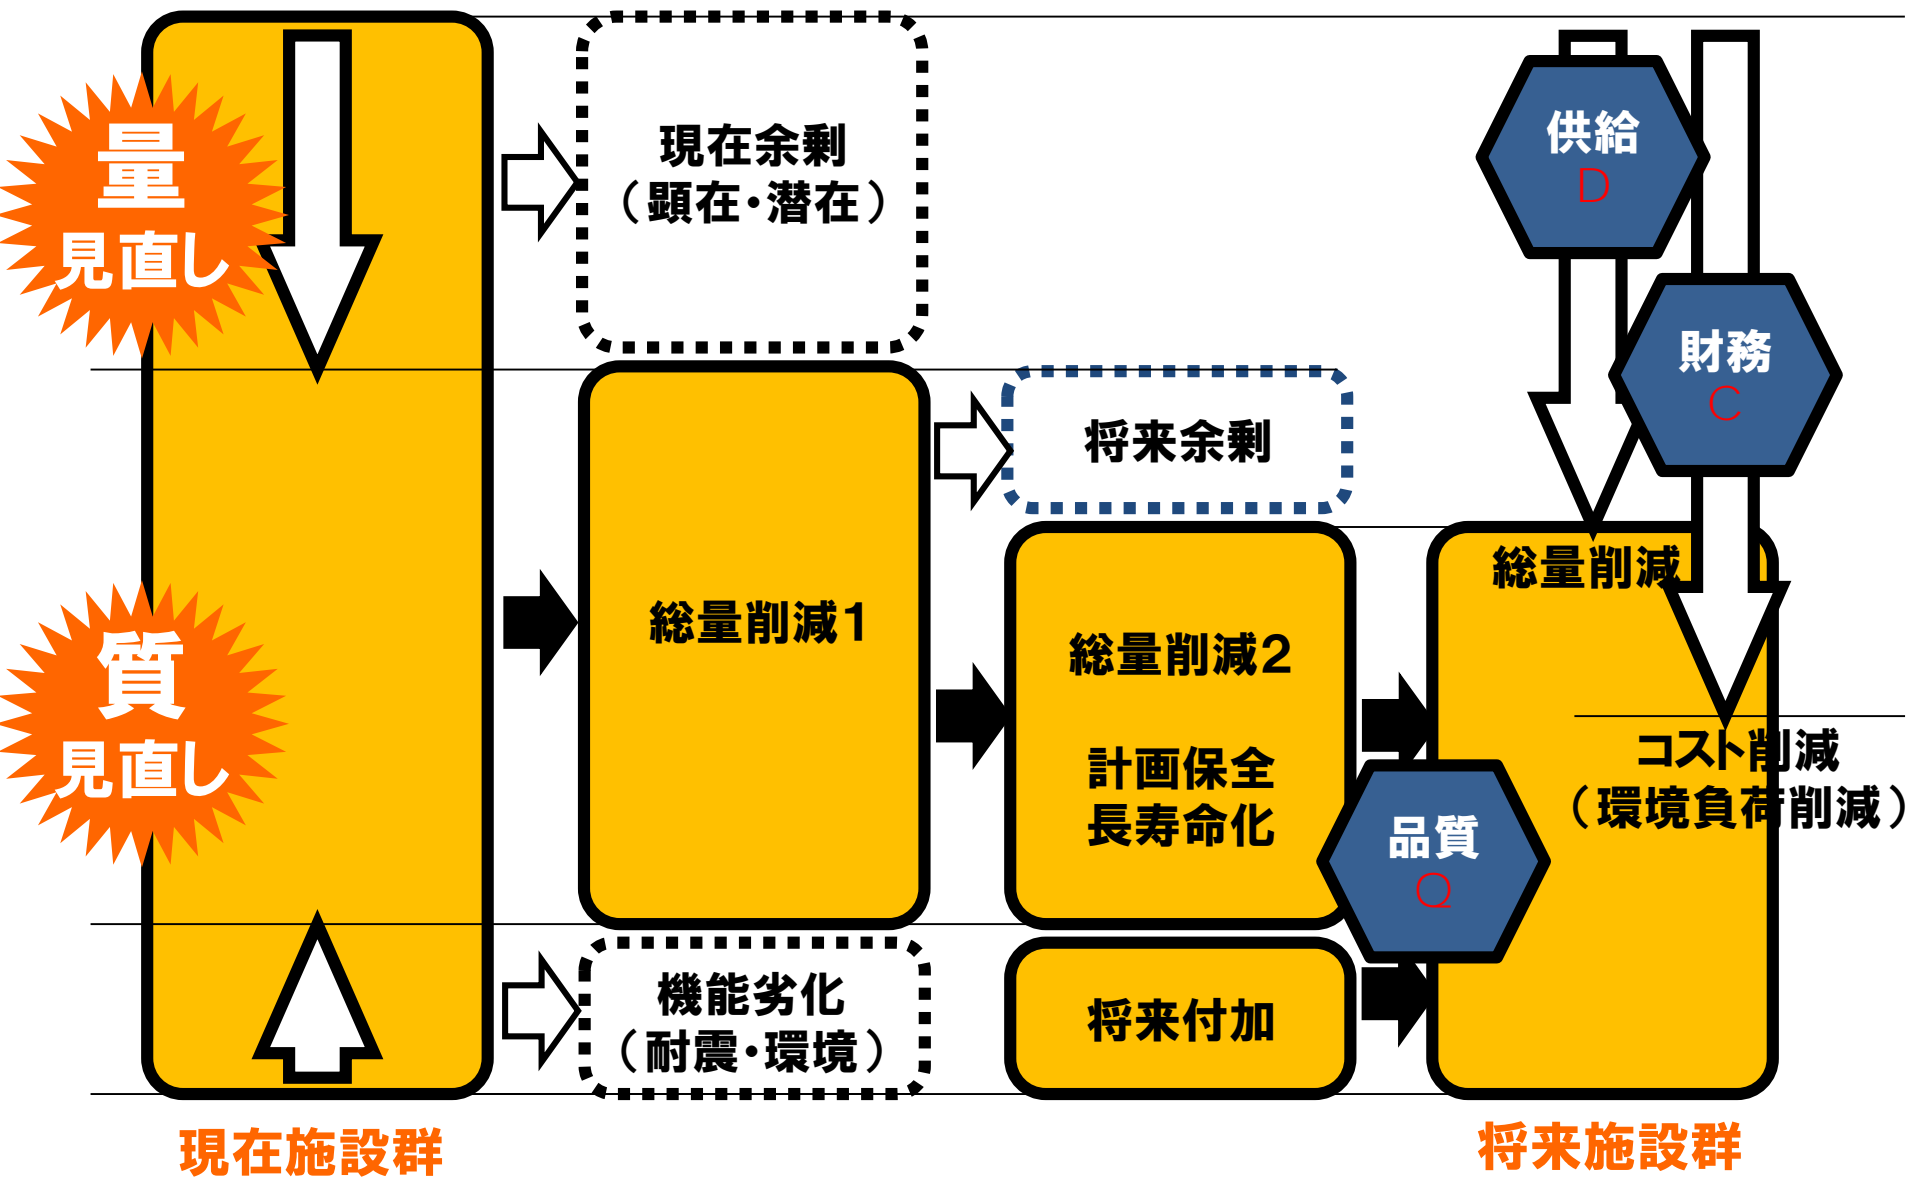 量
見直し
質
見直し
現在施設群
現在余剰
（顕在・潜在）
総量削減１
機能劣化
（耐震・環境）
将来余剰
総量削減２
計画保全
長寿命化
将来付加
供給
D
財務
C
品質
Q
総量削減
コスト削減
（環境負荷削減）
将来施設群